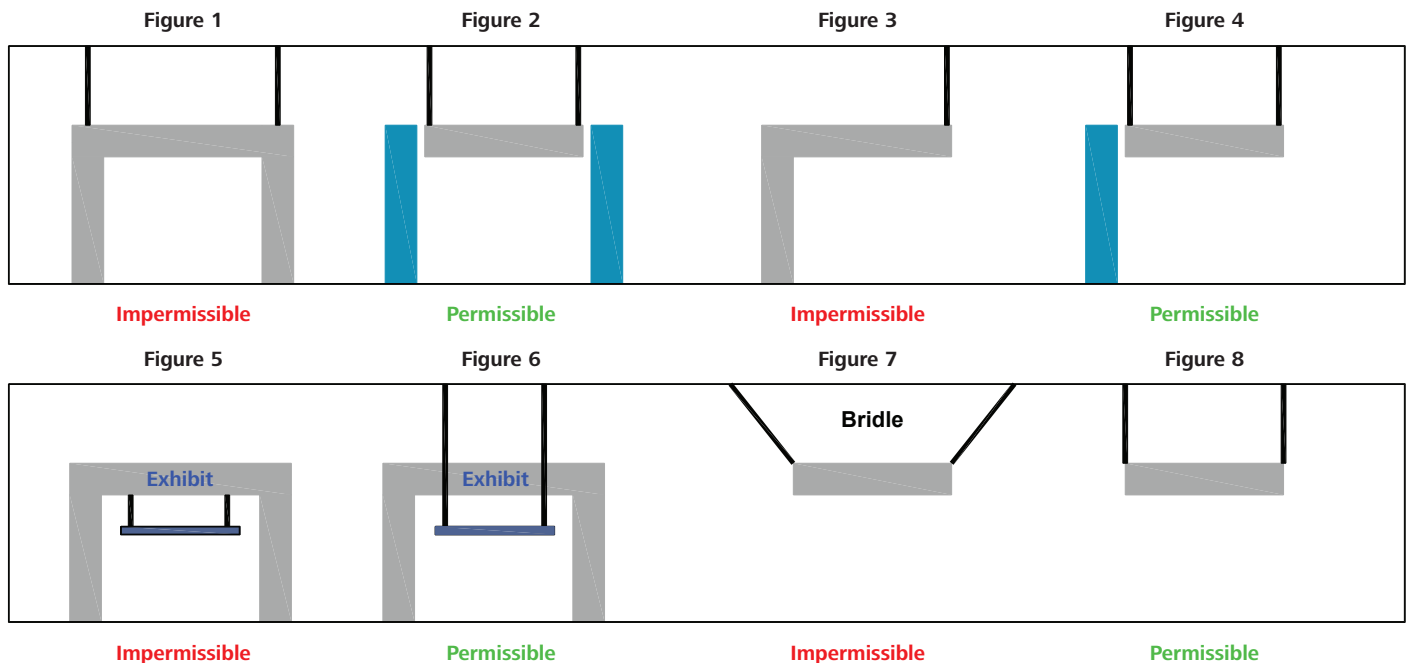 Figure 1 Figure 2 Figure 3 Figure 4
Impermissible Permissible Impermissible Permissible
Figure 5 Figure 6 Figure 7 Figure 8
Bridle
Exhibit Exhibit
Impermissible Permissible Impermissible Permissible